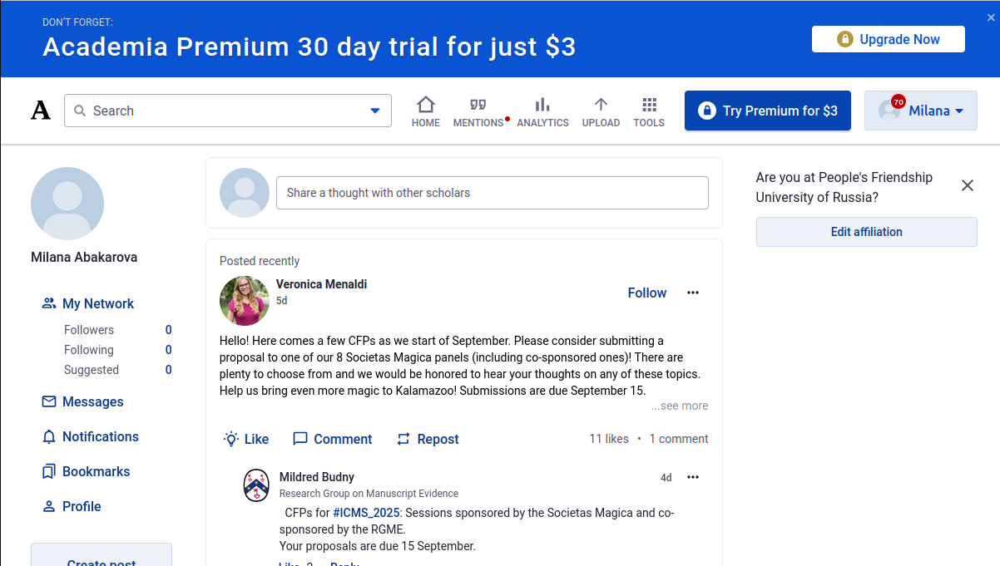 DON'T FORGET:
Academia Premium 30 day trial for just $3
Upgrade Now
A
Search
HOME
MENTIONS
ANALYTICS
UPLOAD
TOOLS
Try Premium for $3
70
Milana
Milana Abakarova
My Network
Followers 0
Following 0
Suggested 0
Messages
Notifications
Bookmarks
Profile
Create post
Share a thought with other scholars
Posted recently
Veronica Menaldi
5d
Follow
Hello! Here comes a few CFPs as we start of September. Please consider submitting a
proposal to one of our 8 Societas Magica panels (including co-sponsored ones)! There are
plenty to choose from and we would be honored to hear your thoughts on any of these topics.
Help us bring even more magic to Kalamazoo! Submissions are due September 15.
...see more
Like
Comment
Repost
11 likes • 1 comment
Mildred Budny
4d
Research Group on Manuscript Evidence
CFPs for #ICMS_2025: Sessions sponsored by the Societas Magica and co-
sponsored by the RGME.
Your proposals are due 15 September.
Like 2 Reply
Are you at People's Friendship
University of Russia?
Edit affiliation